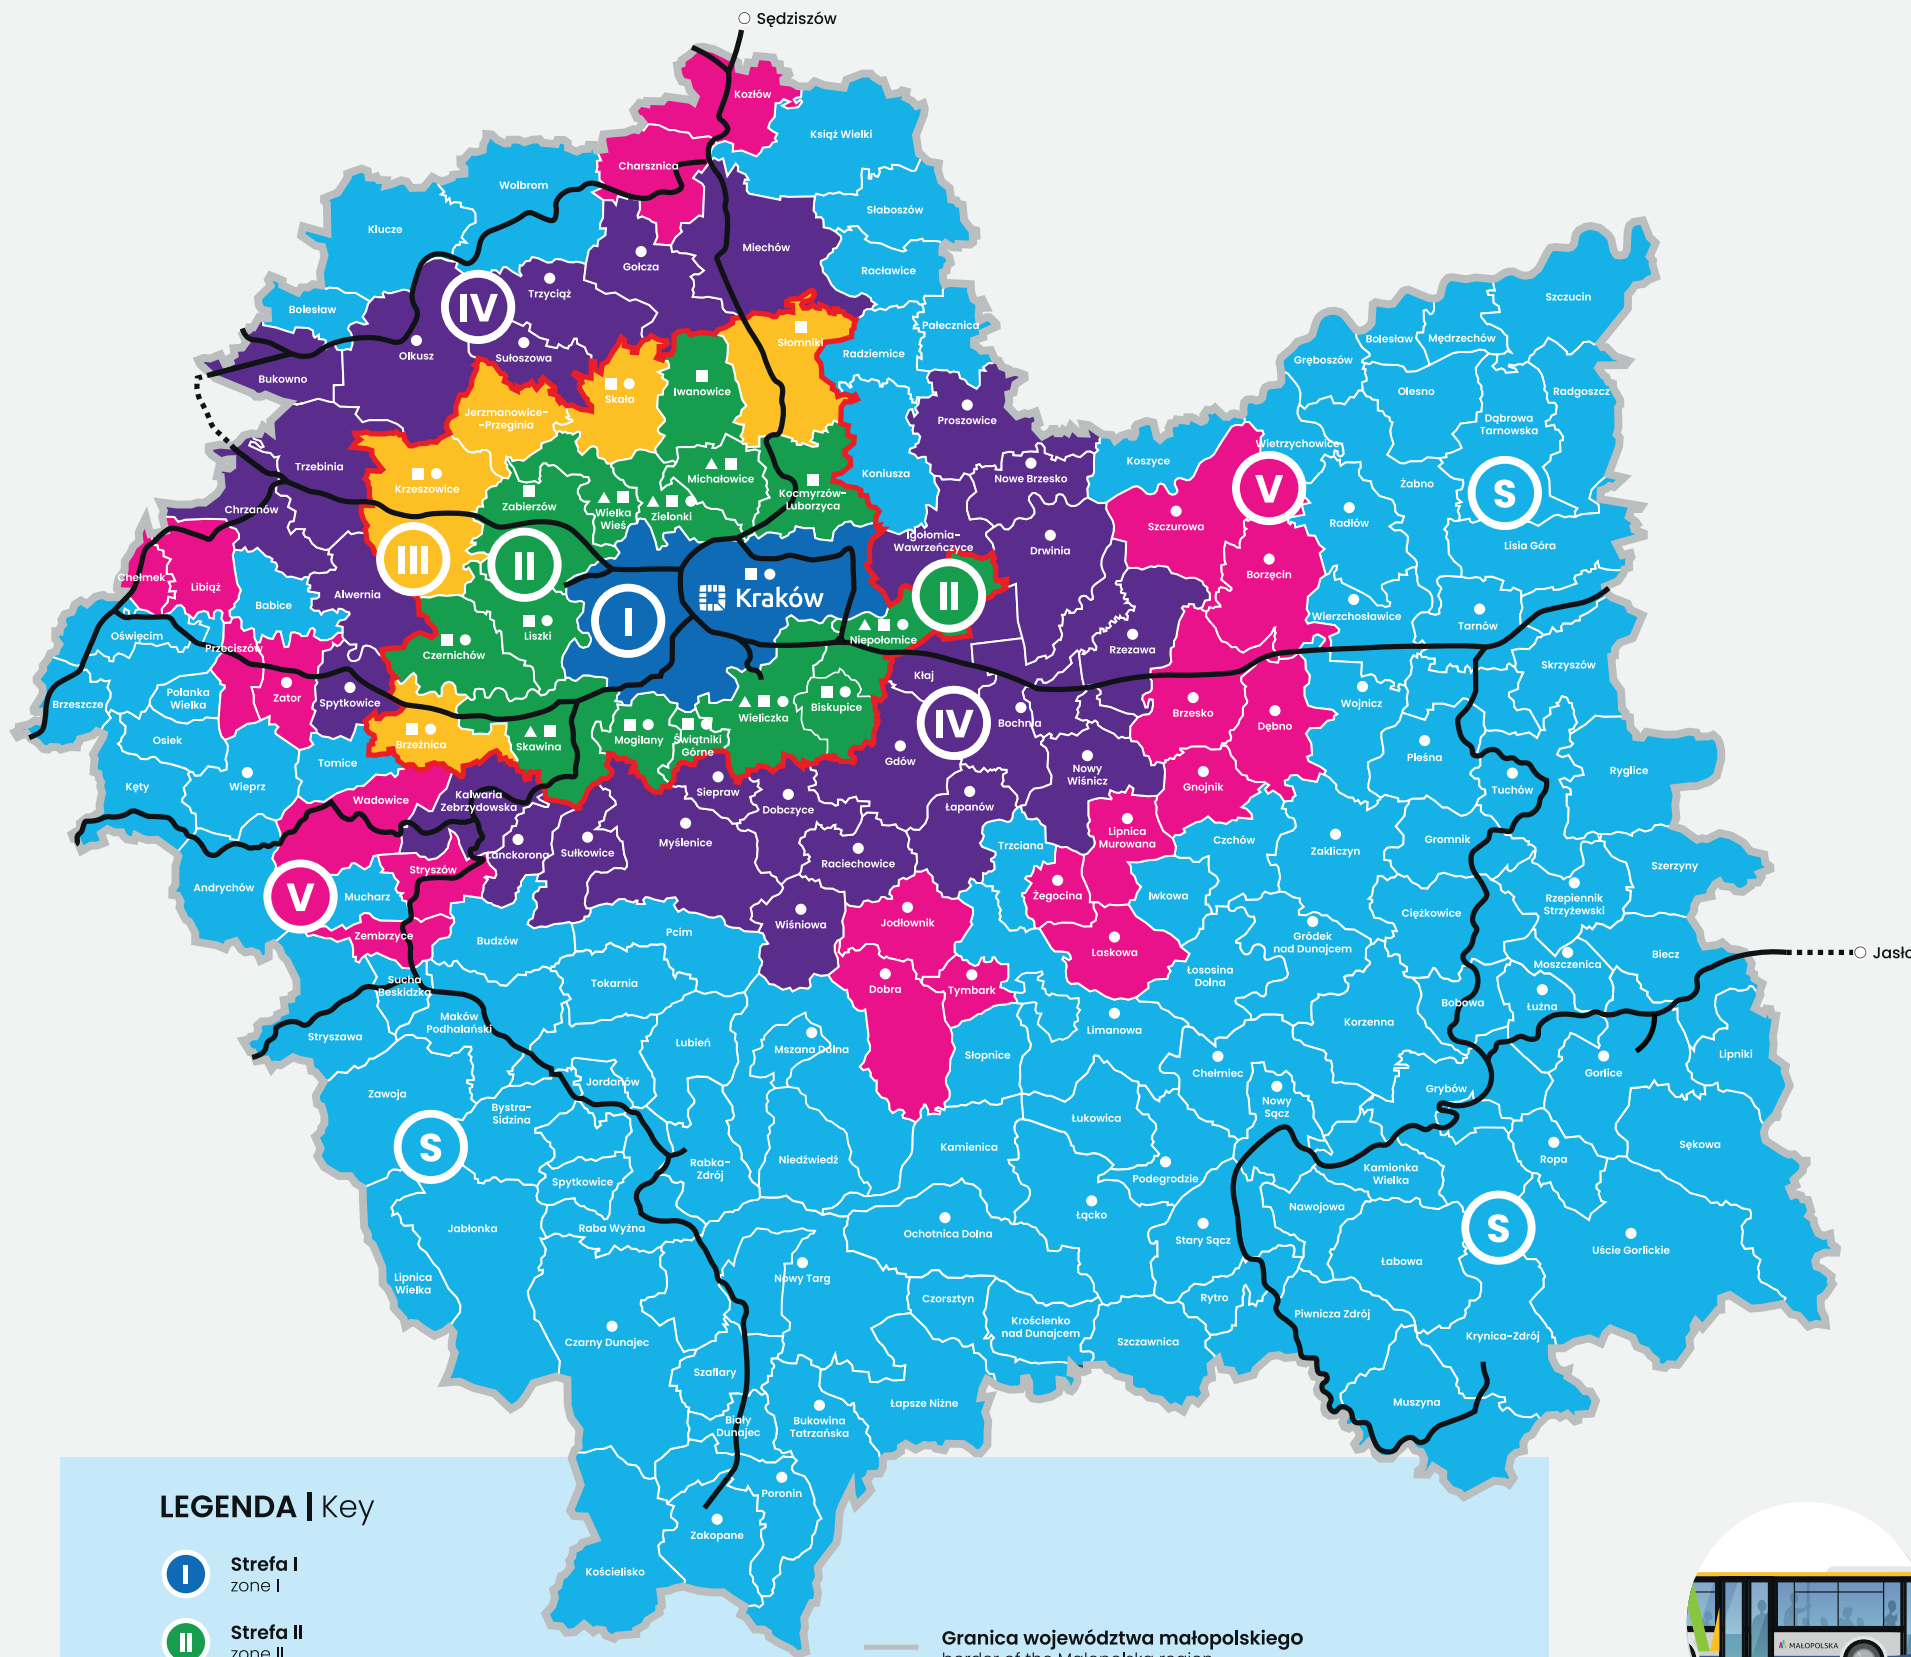 Sędziszów
Kozłów
Książ Wielki
Charsznica
Wolbrom
Słaboszów
Klucze
Miechów
Gołcza
Racławice
Trzyciąż
Szczucin
IV
Bolesław
Pałecznica
Słomniki
Bolesław
Mędrzechów
Radziemice
Olkusz
Sułoszowa
Gręboszów
Bukowno
Iwanowice
Olesno
Radgoszcz
Skała
Jerzmanowice-
-Przeginia
Proszowice
Dąbrowa
Tarnowska
Wietrzychowice
Trzebinia
Koszyce
Koniusza
Michałowice
Nowe Brzesko
Krzeszowice
V
S
Żabno
Kocmyrzów-
Luborzyca
Zabierzów
Wielka
Wieś
Zielonki
Chrzanów
Szczurowa
Radłów
Igołomia-
Wawrzeńczyce
Drwinia
Lisia Góra
III
II
Chełmek
Libiąż
Borzęcin
Alwernia
Kraków
II
Babice
I
Wierzchosławice
Tarnów
Oświęcim
Liszki
Niepołomice
Przeciszów
Czernichów
Rzezawa
Skrzyszów
Kłaj
Polanka
Wielka
Zator
Spytkowice
Brzeszcze
Biskupice
Wojnicz
Wieliczka
IV
Bochnia
Brzesko
Dębno
Osiek
Brzeźnica
Skawina
Mogilany
Świątniki
Górne
Tomice
Gdów
Pleśna
Nowy
Wiśnicz
Ryglice
Kęty
Wieprz
Gnojnik
Tuchów
Kalwaria
Zebrzydowska
Siepraw
Wadowice
Dobczyce
Łapanów
Lipnica
Murowana
Myślenice
Trzciana
Czchów
Gromnik
Lanckorona
Sułkowice
Zakliczyn
Raciechowice
Stryszów
Szerzyny
Andrychów
V
Mucharz
Żegocina
Iwkowa
Rzepiennik
Strzyżewski
Ciężkowice
Wiśniowa
Jodłownik
Zembrzyce
Pcim
Budzów
Gródek
nad Dunajcem
Laskowa
Biecz
Moszczenica
Łososina
Dolna
Sucha
Beskidzka
Tokarnia
Dobra
Tymbark
Bobowa
Łużna
Maków
Podhalański
Korzenna
Limanowa
Stryszawa
Lubień
Mszana Dolna
Słopnice
Lipniki
Chełmiec
Gorlice
Jordanów
Zawoja
Grybów
Nowy
Sącz
Bystra-
Sidzina
Łukowica
S
Kamienica
Sękowa
Niedźwiedź
Ropa
Rabka-
Zdrój
Kamionka
Wielka
Podegrodzie
Spytkowice
Nawojowa
Łącko
Jabłonka
Raba Wyżna
Ochotnica Dolna
S
Stary Sącz
Uście Gorlickie
Łabowa
Nowy Targ
Lipnica
Wielka
Czorsztyn
Rytro
Krościenko
nad Dunajcem
Piwnicza Zdrój
Krynica-Zdrój
Czarny Dunajec
Szczawnica
Szaflary
Łapsze Niżne
Muszyna
Biały
Dunajec
Bukowina
Tatrzańska
Poronin
Zakopane
Kościelisko
LEGENDA | Key
I
Strefa I
zone I
II
Strefa II
zone II
Granica województwa małopolskiego
border of the Malopolska region
MAŁOPOLSKA